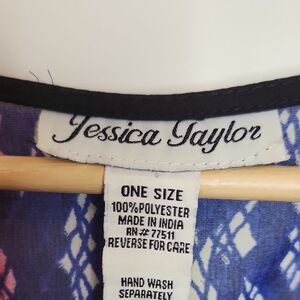 Jessica Taylor
ONE SIZE
100%POLYESTER
MADE IN INDIA
RN# 77511
REVERSE FOR CARE
HAND WASH
SEPARATELY